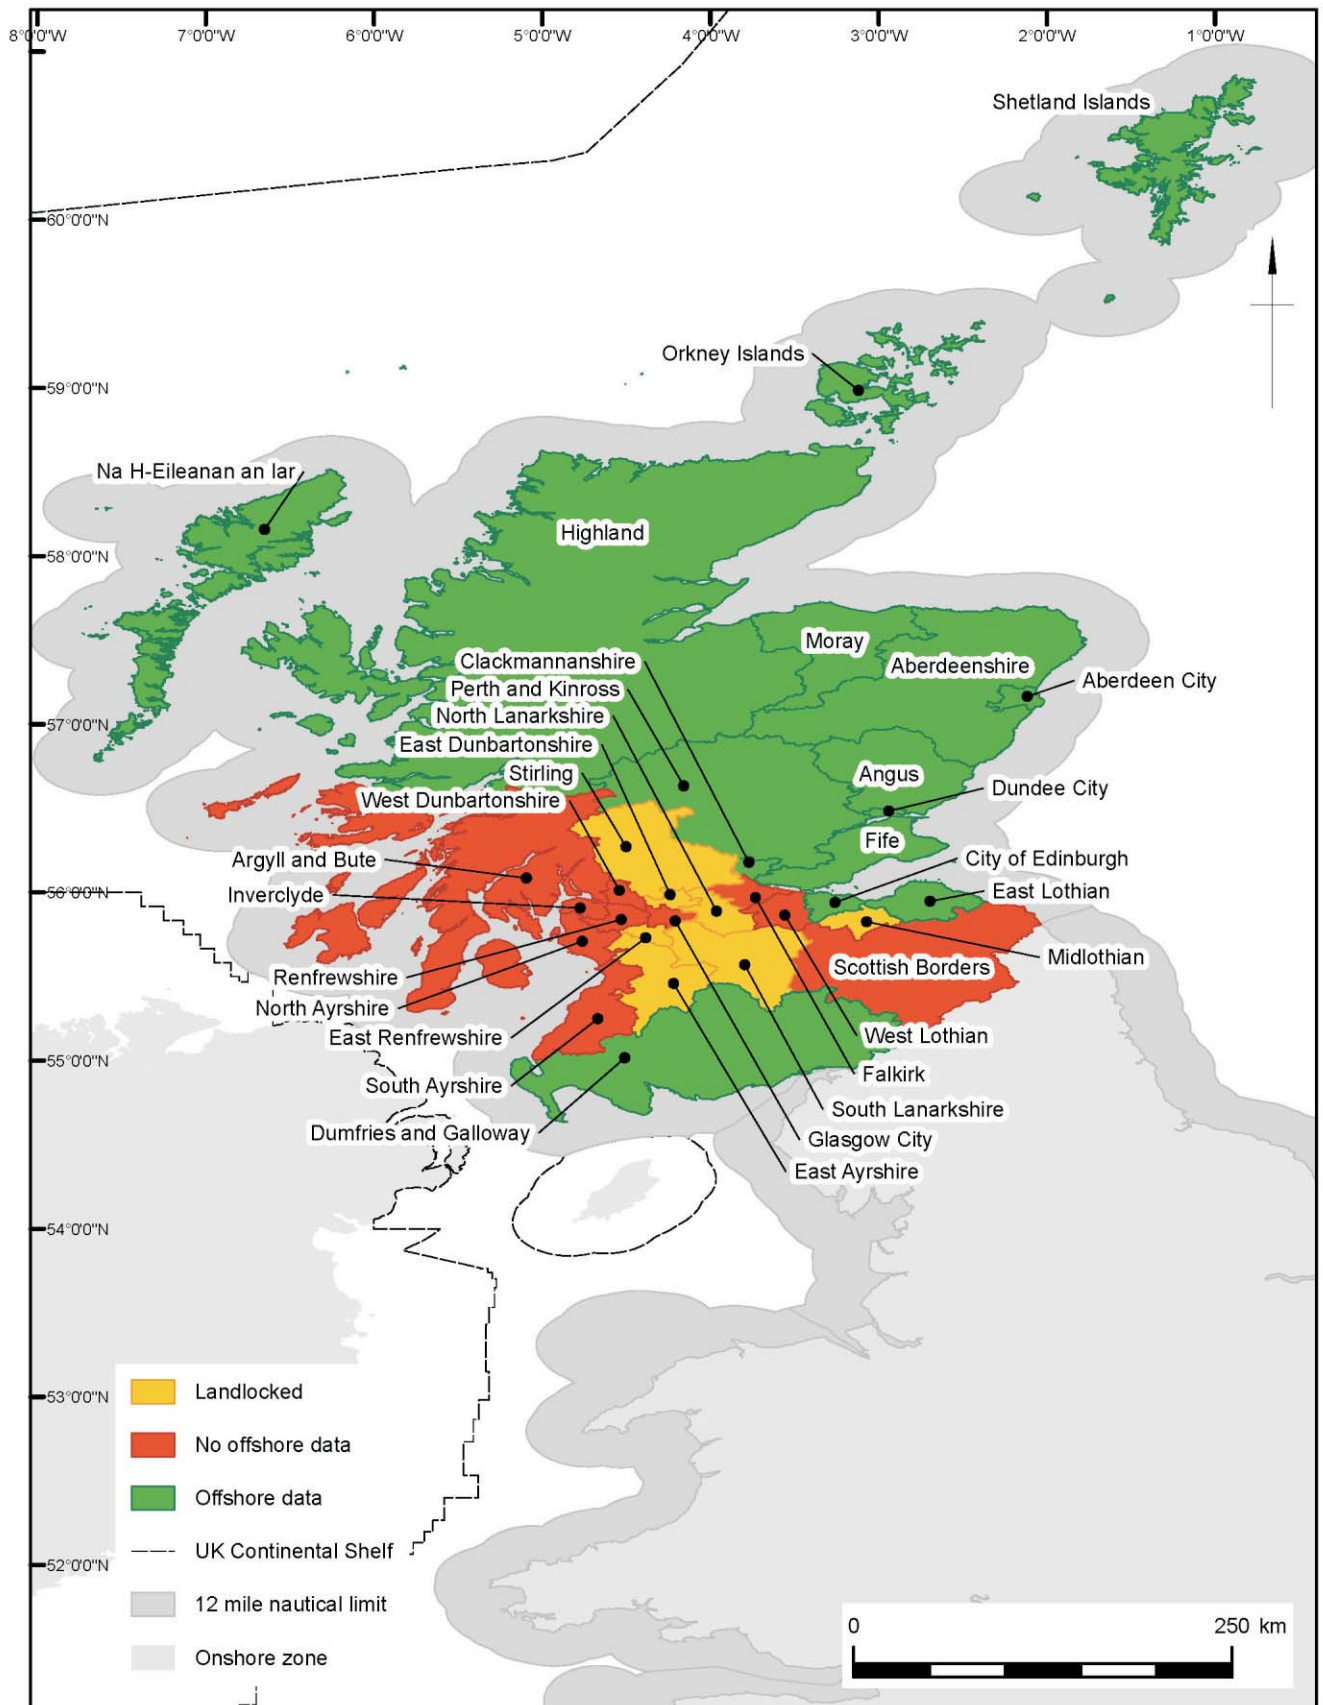 8°0'0"W 7°0'0"W 6°0'0"W 5°0'0"W 4°0'0"W 3°0'0"W 2°0'0"W 1°0'0"W
Shetland Islands
60°0'0"N
Orkney Islands
59°0'0"N
Na H-Eileanan an Iar
Highland
58°0'0"N
Moray
Clackmannanshire
Aberdeenshire
Perth and Kinross
Aberdeen City
North Lanarkshire
57°0'0"N
East Dunbartonshire
Stirling
Angus
Dundee City
West Dunbartonshire
Fife
Argyll and Bute
City of Edinburgh
56°0'0"N
East Lothian
Inverclyde
Midlothian
Scottish Borders
Renfrewshire
North Ayrshire
West Lothian
East Renfrewshire
55°0'0"N
Falkirk
South Ayrshire
South Lanarkshire
Dumfries and Galloway
Glasgow City
East Ayrshire
54°0'0"N
Landlocked
53°0'0"N
No offshore data
Offshore data
UK Continental Shelf
52°0'0"N
12 mile nautical limit
0 250 km
Onshore zone